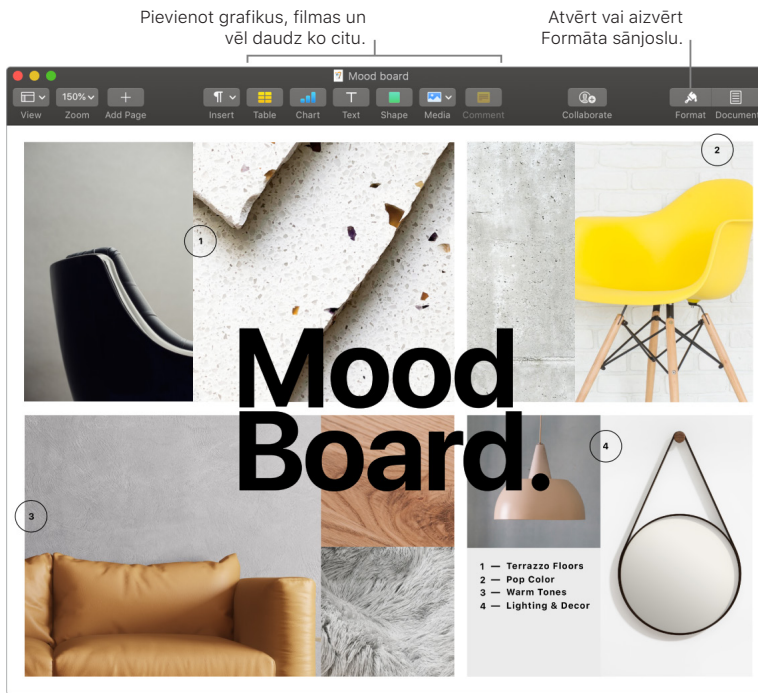 Pievienot grafikus, filmas un
vēl daudz ko citu.
Atvērt vai aizvērt
Formāta sānjoslu.
Mood board
150%
View Zoom Add Page Insert Table Chart Text Shape Media Comment Collaborate Format Document
1
2
Mood
Board.
3
4
1 — Terrazzo Floors
2 — Pop Color
3 — Warm Tones
4 — Lighting & Decor